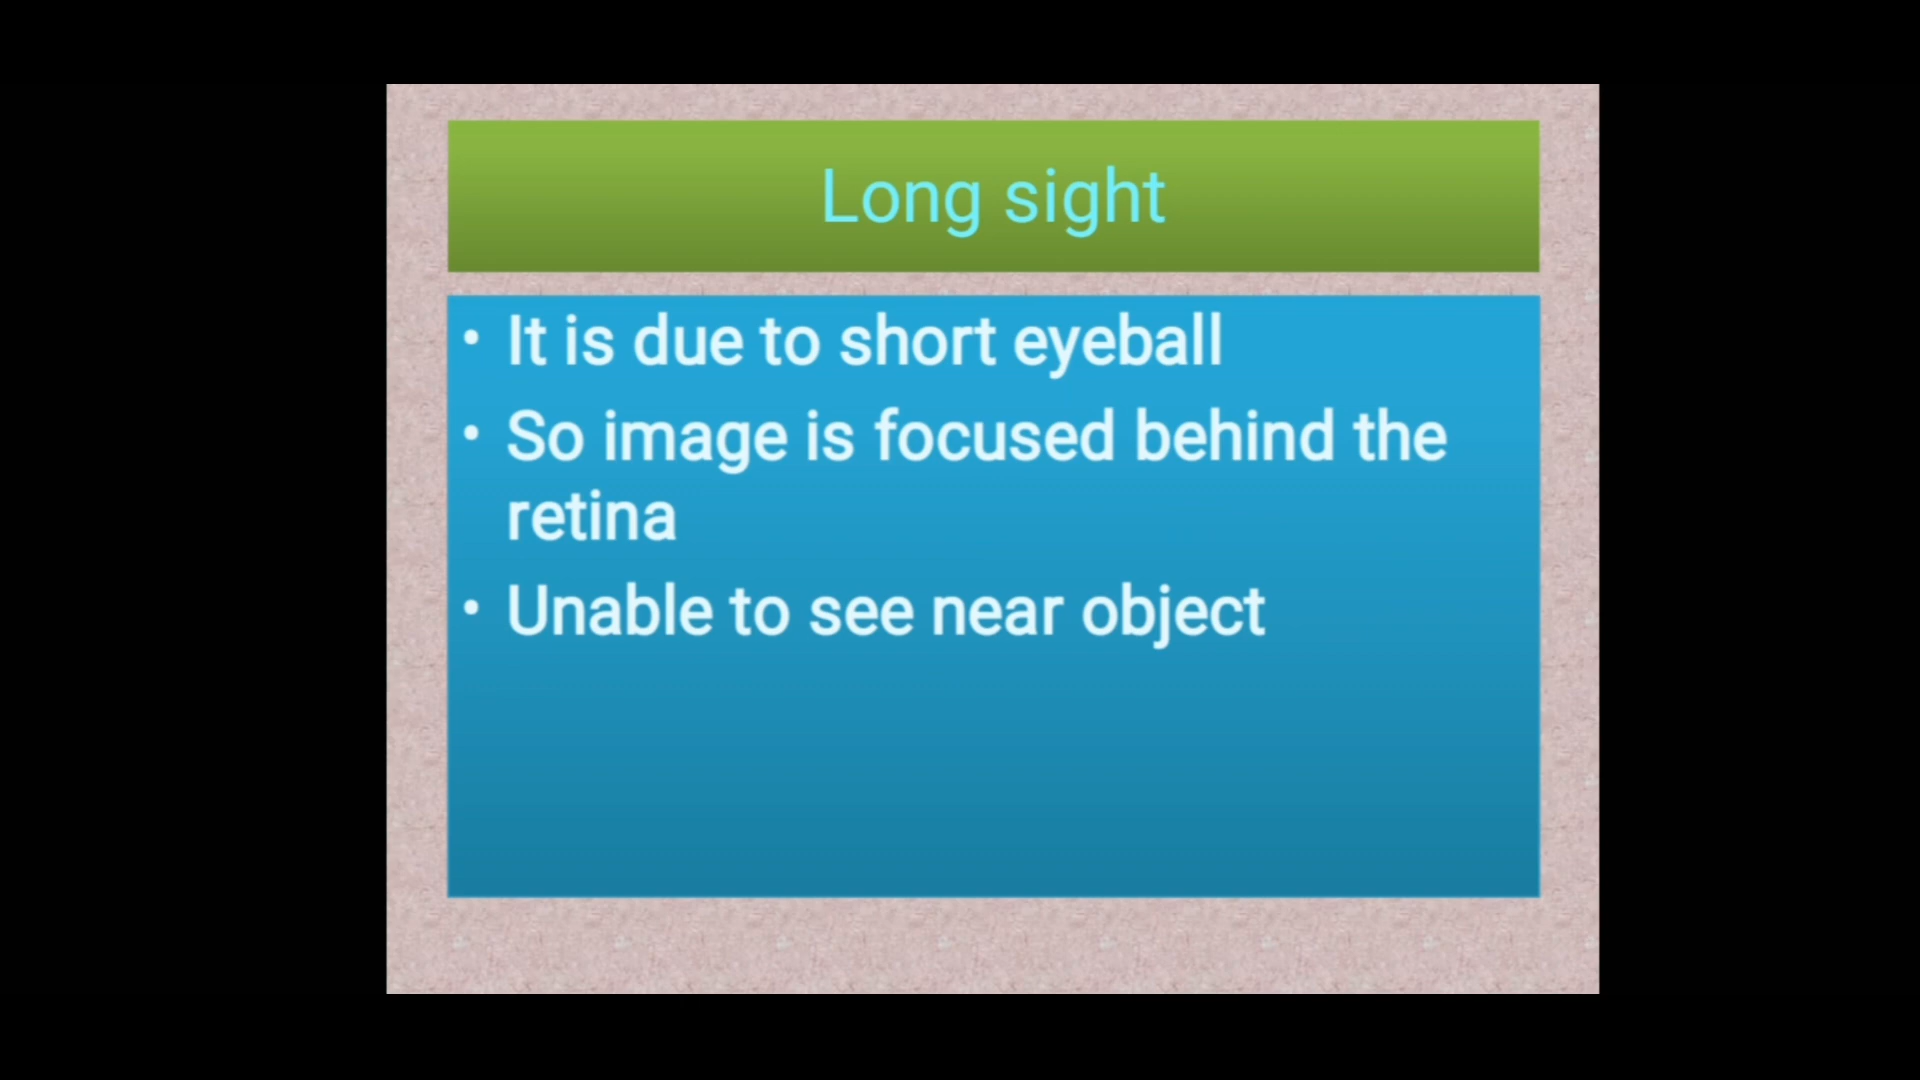 Long sight
• It is due to short eyeball
• So image is focused behind the
retina
• Unable to see near object